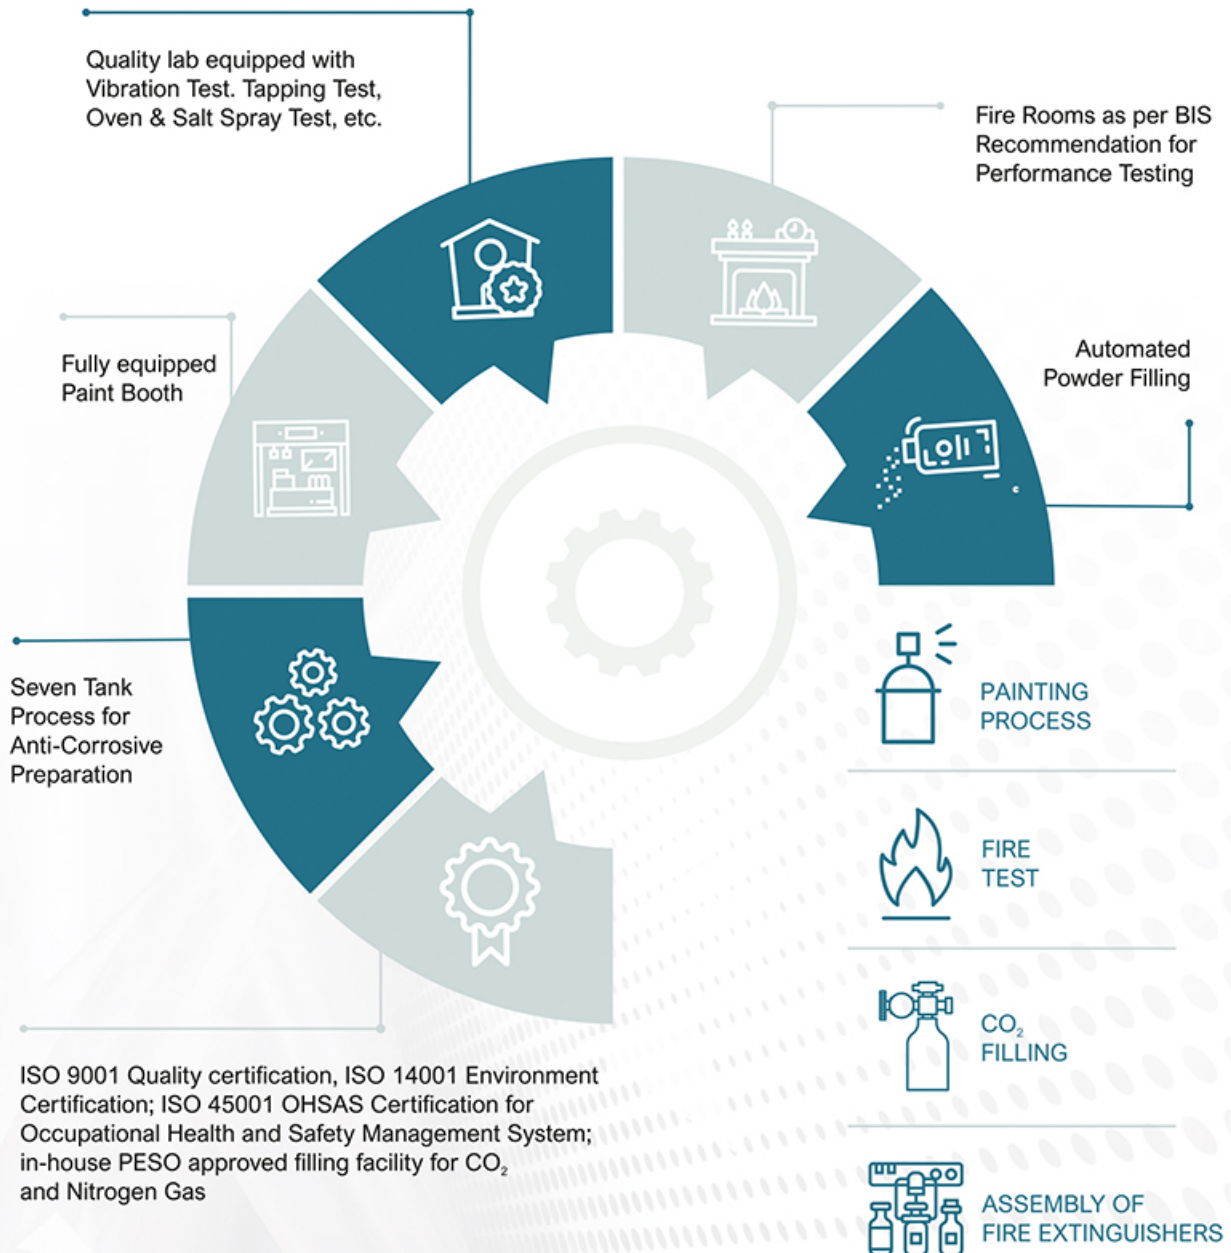 Quality lab equipped with
Vibration Test. Tapping Test,
Oven & Salt Spray Test, etc.
Fire Rooms as per BIS
Recommendation for
Performance Testing
Fully equipped
Paint Booth
Automated
Powder Filling
Seven Tank
Process for
Anti-Corrosive
Preparation
PAINTING
PROCESS
FIRE
TEST
CO₂
FILLING
ISO 9001 Quality certification, ISO 14001 Environment
Certification; ISO 45001 OHSAS Certification for
Occupational Health and Safety Management System;
in-house PESO approved filling facility for CO₂
and Nitrogen Gas
ASSEMBLY OF
FIRE EXTINGUISHERS